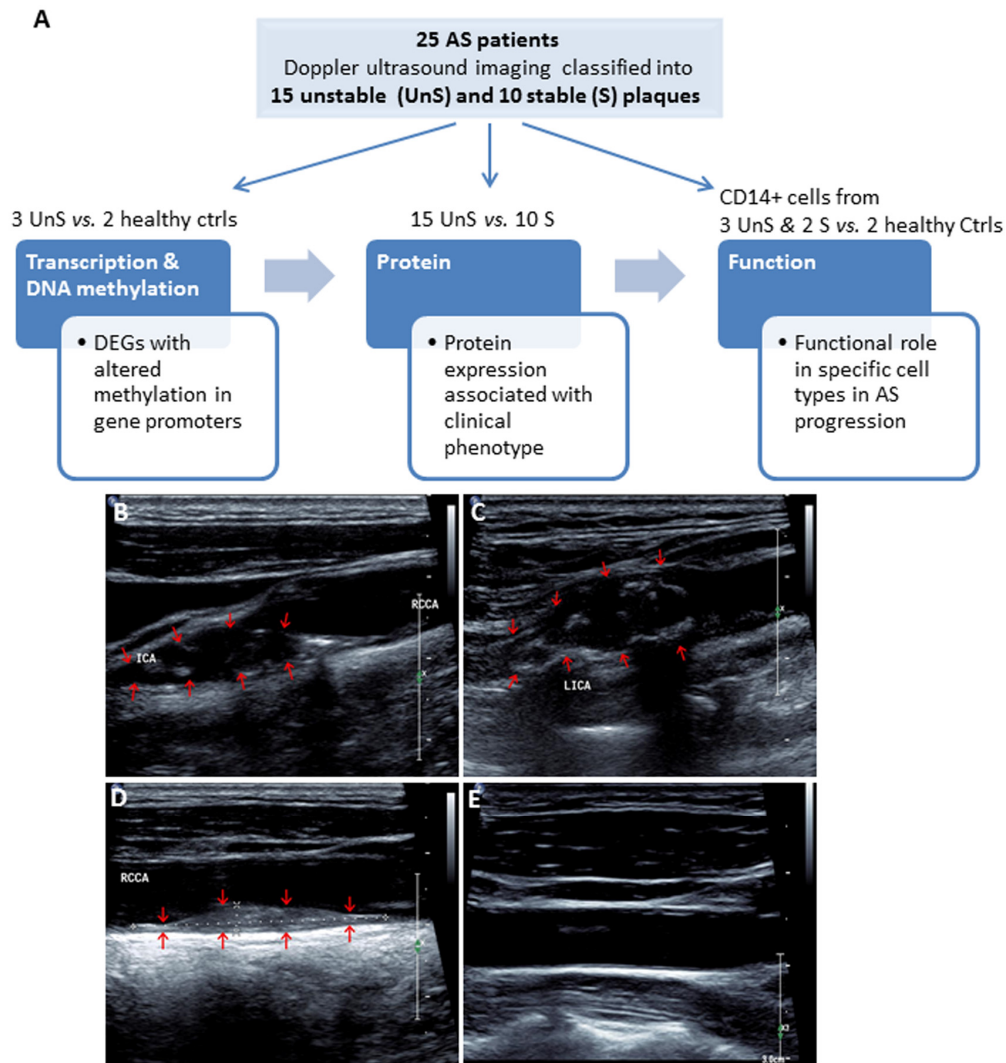 A
25 AS patients
Doppler ultrasound imaging classified into
15 unstable (UnS) and 10 stable (S) plaques
3 UnS vs. 2 healthy ctrls
Transcription &
DNA methylation
• DEGs with
altered
methylation in
gene promoters
15 UnS vs. 10 S
Protein
• Protein
expression
associated with
clinical
phenotype
CD14+ cells from
3 UnS & 2 S vs. 2 healthy Ctrls
Function
• Functional role
in specific cell
types in AS
progression
B
RCCA
ICA
x
C
x
LICA
D
RCCA
E
3.0cm